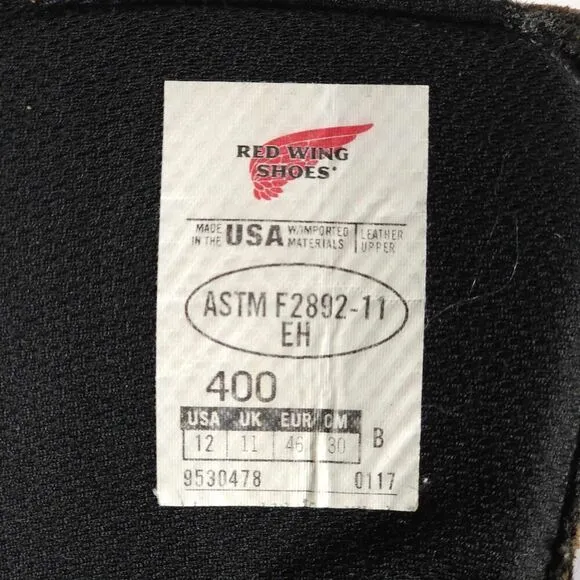 RED WING
SHOES®
MADE IN THE USA W/IMPORTED MATERIALS LEATHER UPPER
ASTM F2892-11
EH
400
USA UK EUR CM
12 11 46 30 B
9530478 0117